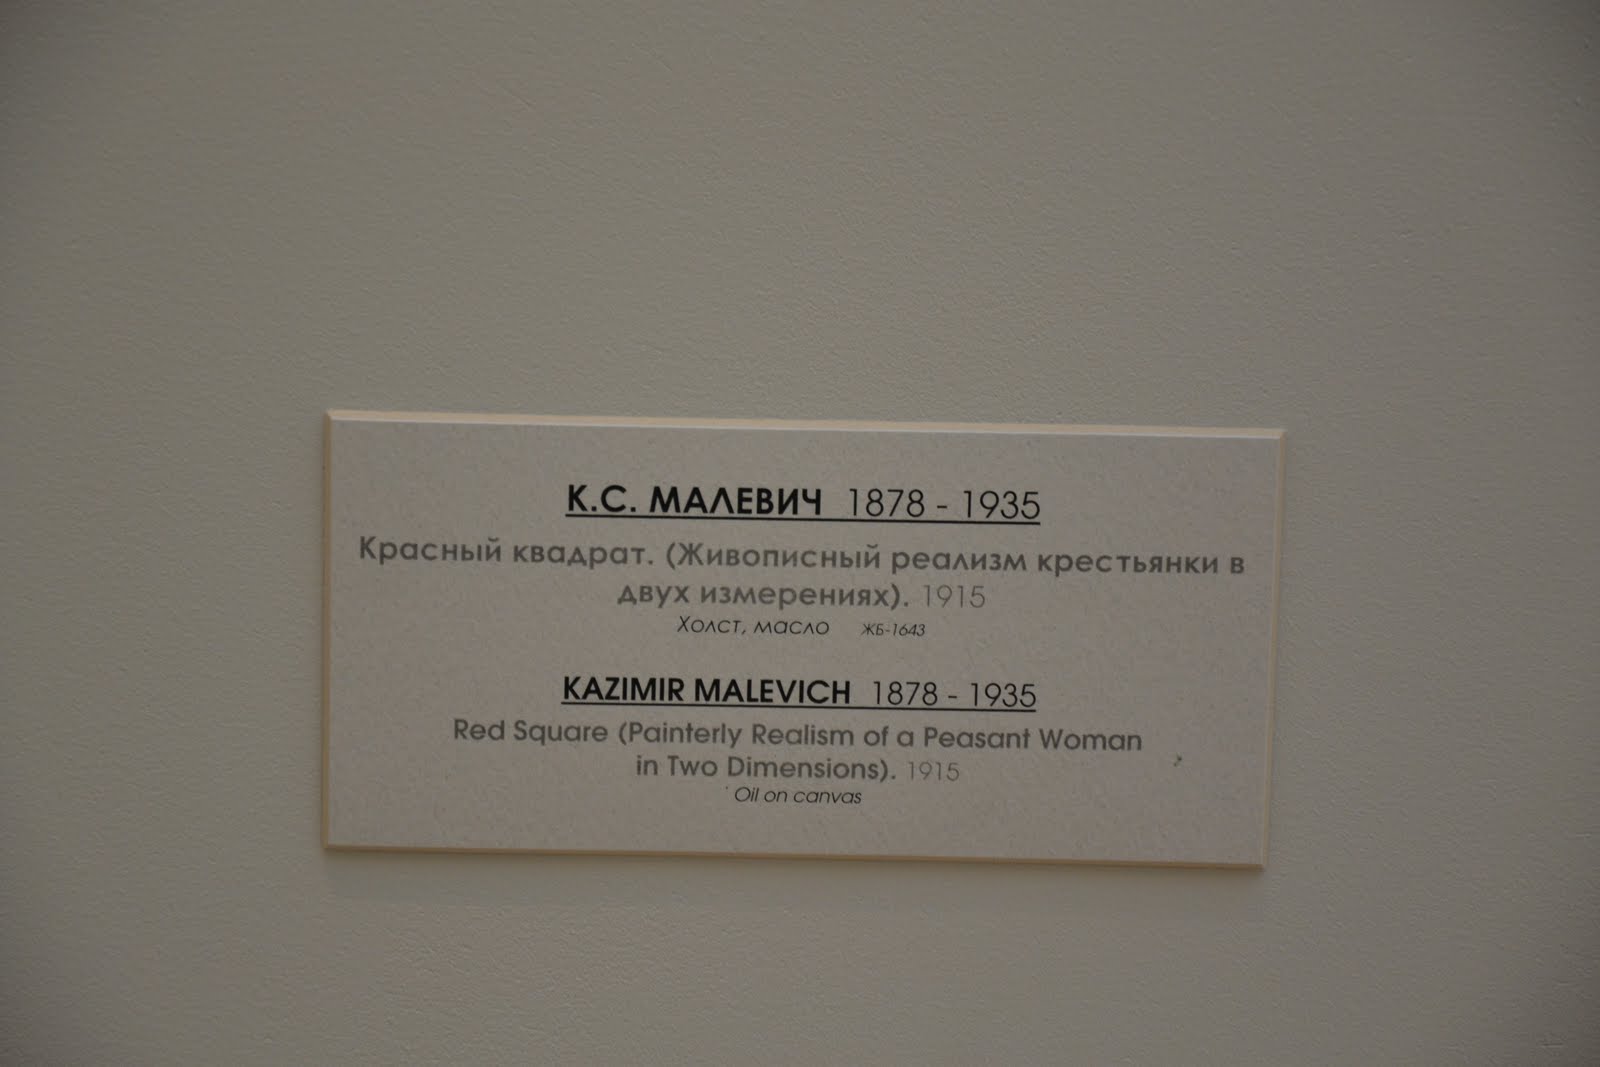 К.С. МАЛЕВИЧ 1878 - 1935
Красный квадрат. (Живописный реализм крестьянки в
двух измерениях). 1915
Холст, масло ЖБ-1643
KAZIMIR MALEVICH 1878 - 1935
Red Square (Painterly Realism of a Peasant Woman
in Two Dimensions). 1915
Oil on canvas